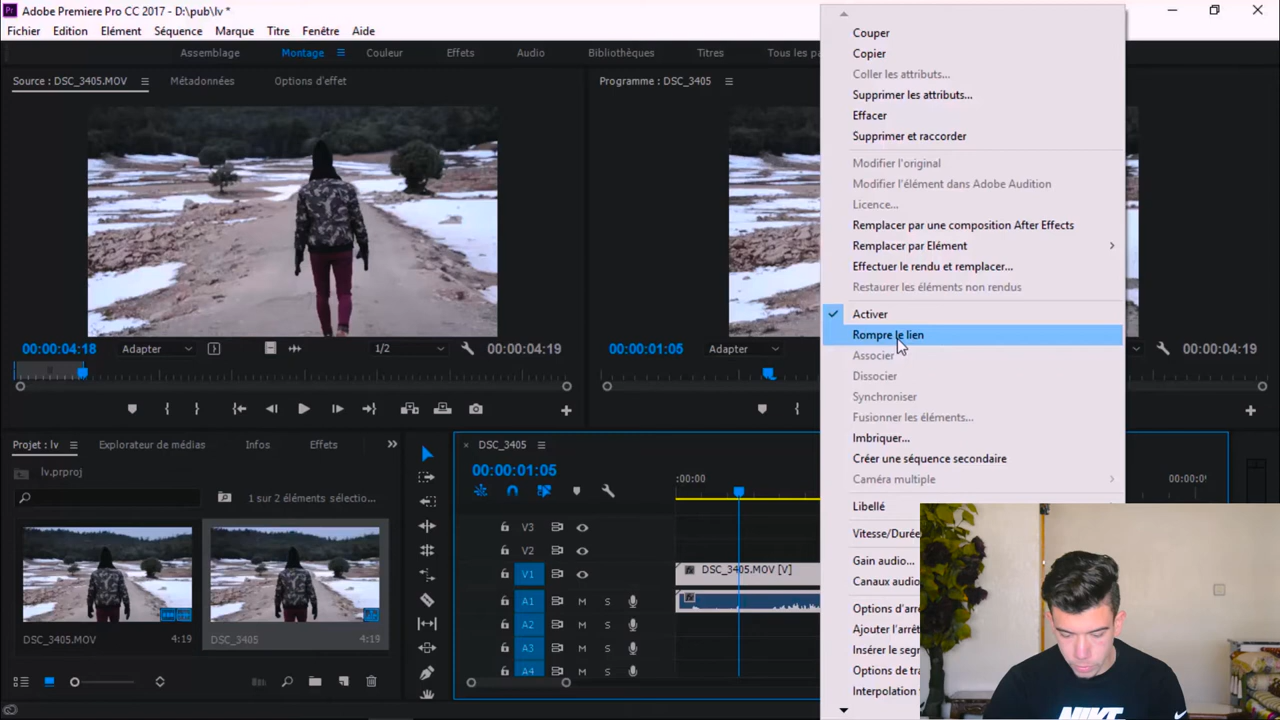 Adobe Premiere Pro CC 2017 - D:\pub\lv *
Fichier Edition Elément Séquence Marque Titre Fenêtre Aide
Assemblage Montage Couleur Effets Audio Bibliothèques Titres Tous les
Source : DSC_3405.MOV Métadonnées Options d'effet
Programme : DSC_3405
00:00:04:18 Adapter 1/2 00:00:04:19
00:00:01:05 Adapter 00:00:04:19
Projet : lv Explorateur de médias Infos Effets
lv.prproj
1 sur 2 éléments sélectio...
DSC_3405.MOV 4:19
DSC_3405 4:19
DSC_3405
00:00:01:05
:00:00
00:00:0
V3
V2
V1 DSC_3405.MOV [V]
A1 M S
A2 M S
A3 M S
A4 M S
Couper
Copier
Coller les attributs...
Supprimer les attributs...
Effacer
Supprimer et raccorder
Modifier l'original
Modifier l'élément dans Adobe Audition
Licence...
Remplacer par une composition After Effects
Remplacer par Elément
Effectuer le rendu et remplacer...
Restaurer les éléments non rendus
Activer
Rompre le lien
Associer
Dissocier
Synchroniser
Fusionner les éléments...
Imbriquer...
Créer une séquence secondaire
Caméra multiple
Libellé
Vitesse/Durée
Gain audio...
Canaux audio
Options d'arr
Ajouter l'arrêt
Insérer le seg
Options de tra
Interpolation
NIKE